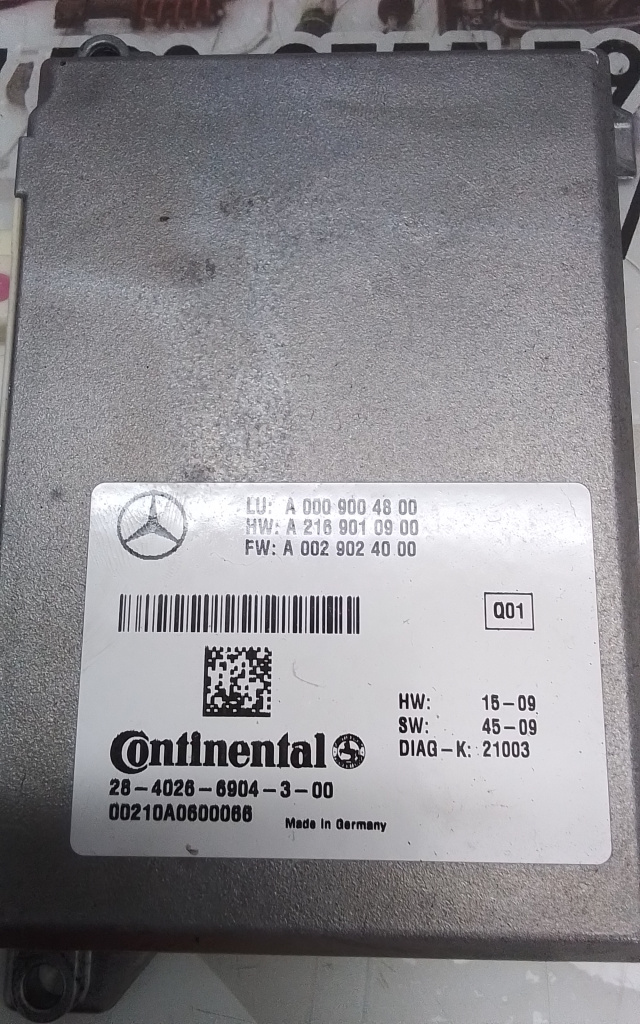 LU: A 000 900 48 00
HW: A 216 901 09 00
FW: A 002 902 40 00
Q01
HW: 15-09
SW: 45-09
DIAG-K: 21003
Continental
28-4026-6904-3-00
00210A0600066
Made in Germany